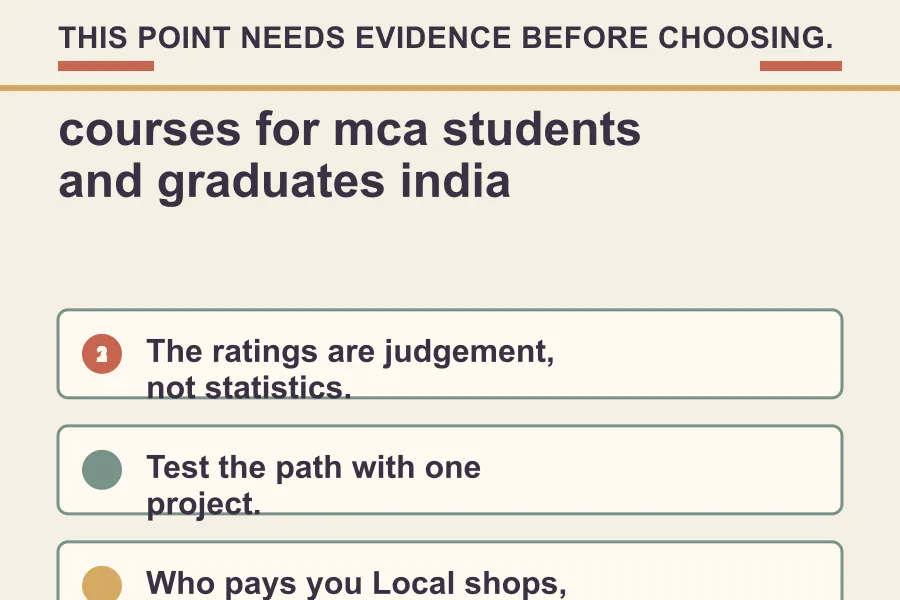 THIS POINT NEEDS EVIDENCE BEFORE CHOOSING.
courses for mca students
and graduates india
The ratings are judgement,
not statistics.
Test the path with one
project.
Who pays you Local shops,